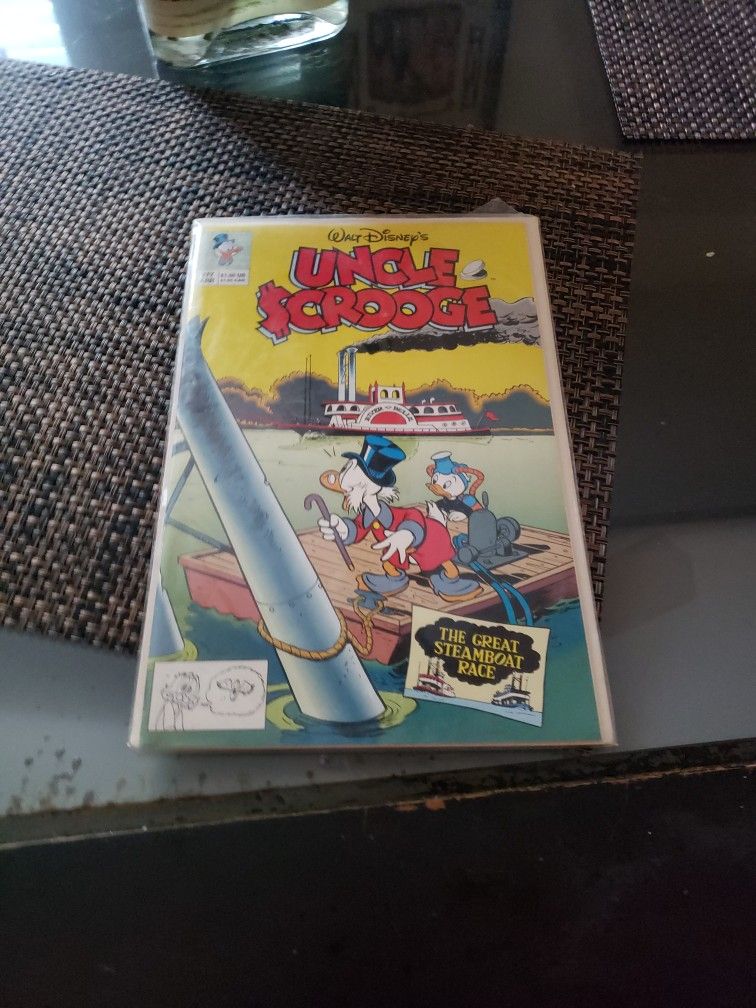 WALT DISNEY'S
UNCLE
$CROOGE
THE GREAT
STEAMBOAT
RACE